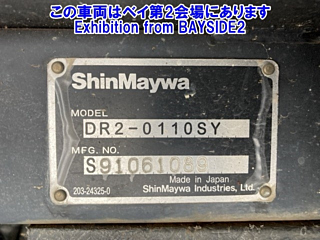 この車両はベイ第2会場にあります
Exhibition from BAYSIDE2
ShinMaywa
MODEL
DR2-0110SY
MFG. NO.
S91061089
Made in Japan
203-24325-0
ShinMaywa Industries, Ltd.